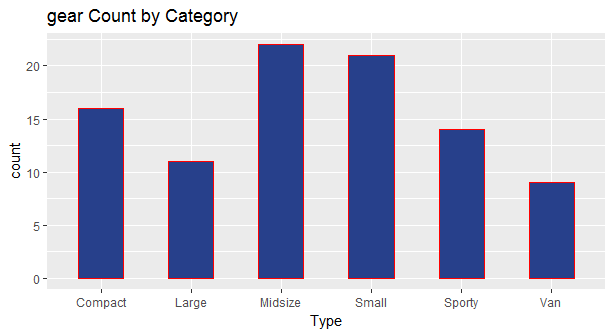 gear Count by Category
count
20
15
10
5
0
Compact Large Midsize Small Sporty Van
Type